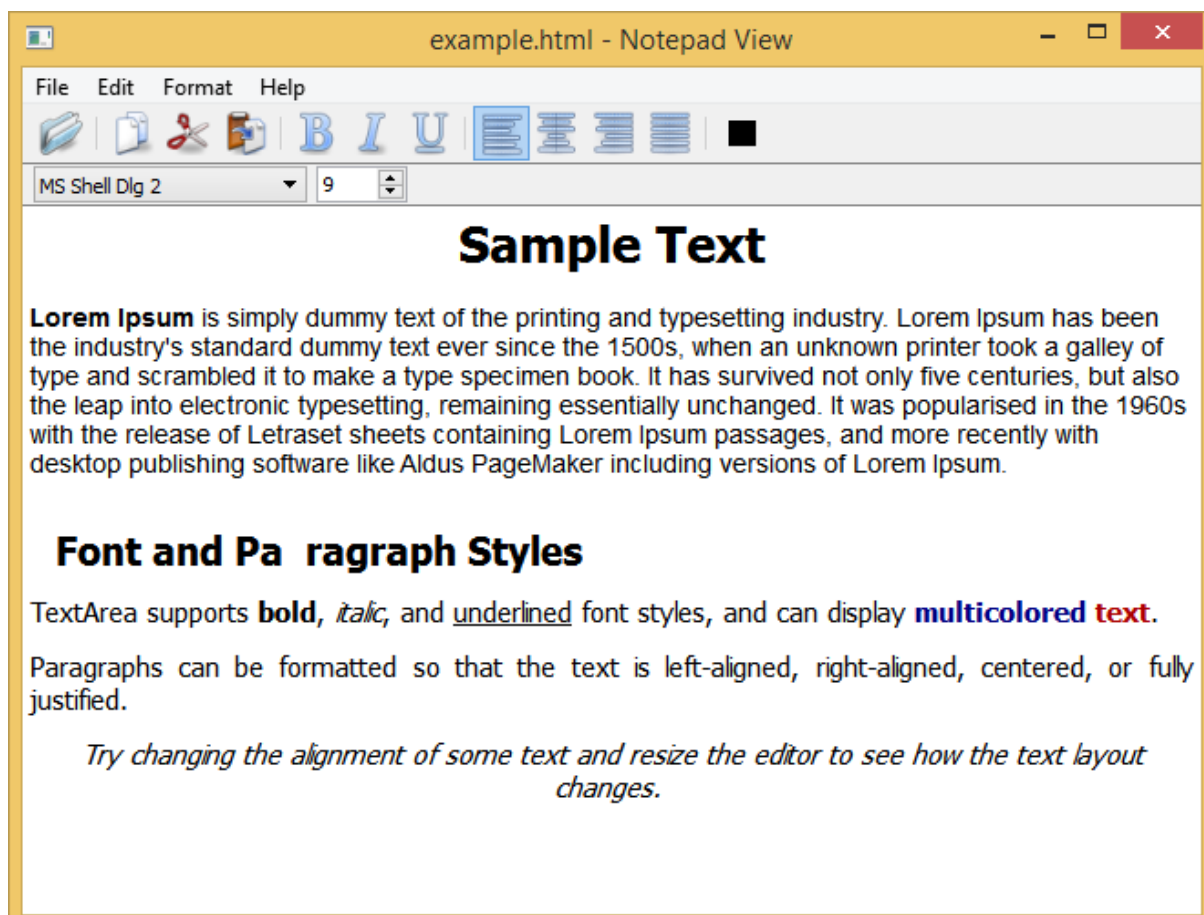 example.html - Notepad View
File Edit Format Help
B I U
MS Shell Dlg 2 9
Sample Text
Lorem Ipsum is simply dummy text of the printing and typesetting industry. Lorem Ipsum has been
the industry's standard dummy text ever since the 1500s, when an unknown printer took a galley of
type and scrambled it to make a type specimen book. It has survived not only five centuries, but also
the leap into electronic typesetting, remaining essentially unchanged. It was popularised in the 1960s
with the release of Letraset sheets containing Lorem Ipsum passages, and more recently with
desktop publishing software like Aldus PageMaker including versions of Lorem Ipsum.
Font and Pa ragraph Styles
TextArea supports bold, italic, and underlined font styles, and can display multicolored text.
Paragraphs can be formatted so that the text is left-aligned, right-aligned, centered, or fully
justified.
Try changing the alignment of some text and resize the editor to see how the text layout
changes.